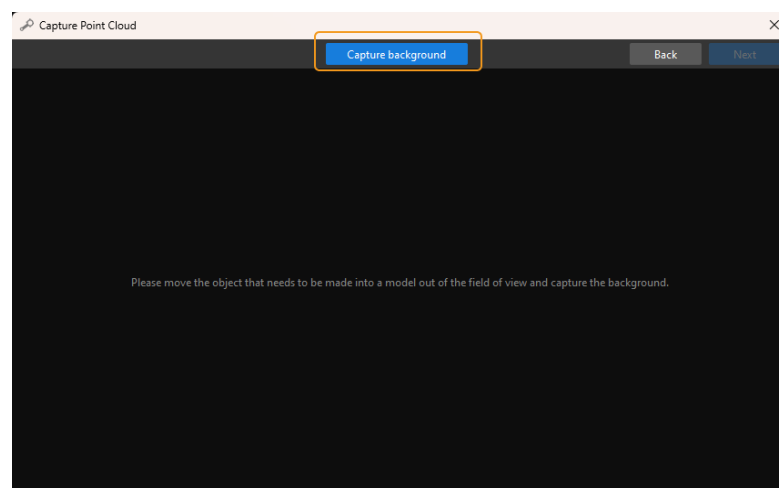 Capture Point Cloud
Capture background
Back
Next
Please move the object that needs to be made into a model out of the field of view and capture the background.